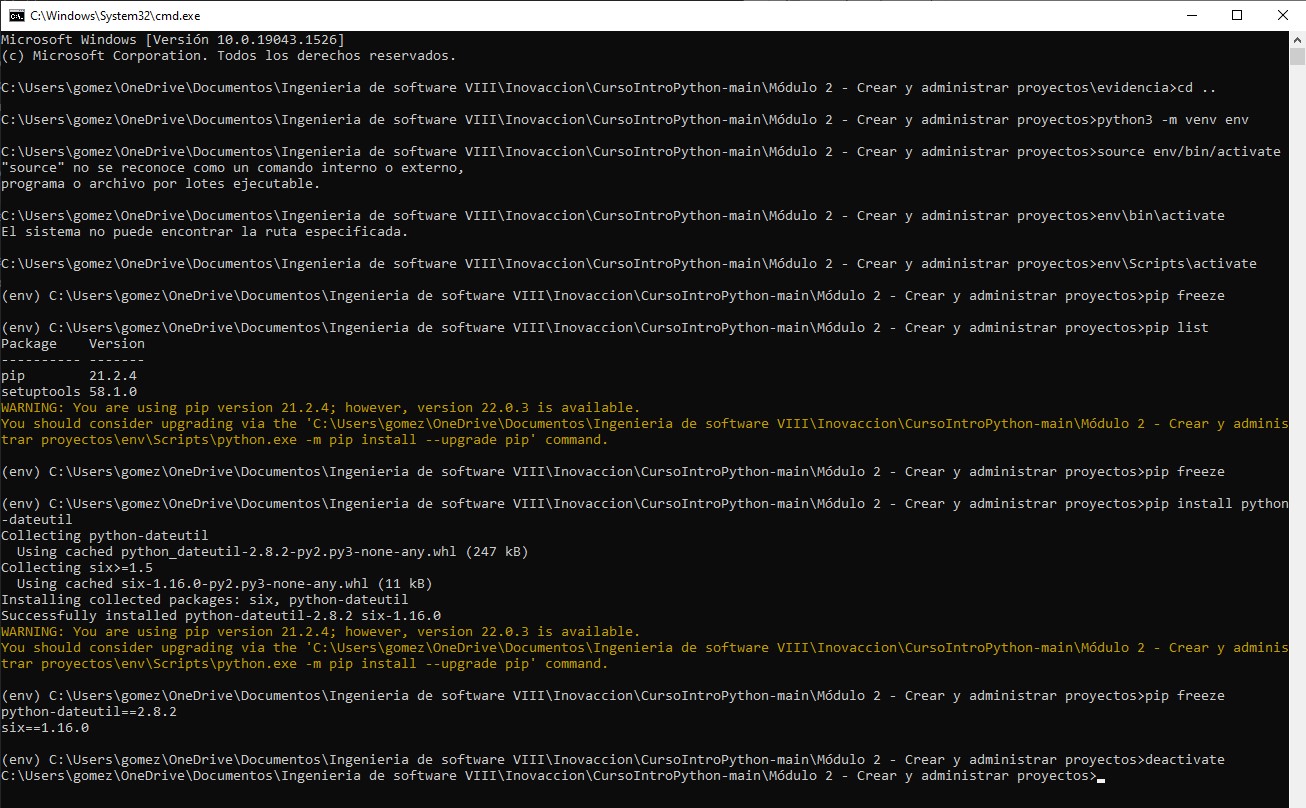 C:\Windows\System32\cmd.exe
Microsoft Windows [Versión 10.0.19043.1526]
(c) Microsoft Corporation. Todos los derechos reservados.
C:\Users\gomez\OneDrive\Documentos\Ingenieria de software VIII\Inovaccion\CursoIntroPython-main\Módulo 2 - Crear y administrar proyectos\evidencia>cd ..
C:\Users\gomez\OneDrive\Documentos\Ingenieria de software VIII\Inovaccion\CursoIntroPython-main\Módulo 2 - Crear y administrar proyectos>python3 -m venv env
C:\Users\gomez\OneDrive\Documentos\Ingenieria de software VIII\Inovaccion\CursoIntroPython-main\Módulo 2 - Crear y administrar proyectos>source env/bin/activate
"source" no se reconoce como un comando interno o externo,
programa o archivo por lotes ejecutable.
C:\Users\gomez\OneDrive\Documentos\Ingenieria de software VIII\Inovaccion\CursoIntroPython-main\Módulo 2 - Crear y administrar proyectos>env\bin\activate
El sistema no puede encontrar la ruta especificada.
C:\Users\gomez\OneDrive\Documentos\Ingenieria de software VIII\Inovaccion\CursoIntroPython-main\Módulo 2 - Crear y administrar proyectos>env\Scripts\activate
(env) C:\Users\gomez\OneDrive\Documentos\Ingenieria de software VIII\Inovaccion\CursoIntroPython-main\Módulo 2 - Crear y administrar proyectos>pip freeze
(env) C:\Users\gomez\OneDrive\Documentos\Ingenieria de software VIII\Inovaccion\CursoIntroPython-main\Módulo 2 - Crear y administrar proyectos>pip list
Package    Version
---------- -------
pip        21.2.4
setuptools 58.1.0
WARNING: You are using pip version 21.2.4; however, version 22.0.3 is available.
You should consider upgrading via the 'C:\Users\gomez\OneDrive\Documentos\Ingenieria de software VIII\Inovaccion\CursoIntroPython-main\Módulo 2 - Crear y adminis
trar proyectos\env\Scripts\python.exe -m pip install --upgrade pip' command.
(env) C:\Users\gomez\OneDrive\Documentos\Ingenieria de software VIII\Inovaccion\CursoIntroPython-main\Módulo 2 - Crear y administrar proyectos>pip freeze
(env) C:\Users\gomez\OneDrive\Documentos\Ingenieria de software VIII\Inovaccion\CursoIntroPython-main\Módulo 2 - Crear y administrar proyectos>pip install python
-dateutil
Collecting python-dateutil
  Using cached python_dateutil-2.8.2-py2.py3-none-any.whl (247 kB)
Collecting six>=1.5
  Using cached six-1.16.0-py2.py3-none-any.whl (11 kB)
Installing collected packages: six, python-dateutil
Successfully installed python-dateutil-2.8.2 six-1.16.0
WARNING: You are using pip version 21.2.4; however, version 22.0.3 is available.
You should consider upgrading via the 'C:\Users\gomez\OneDrive\Documentos\Ingenieria de software VIII\Inovaccion\CursoIntroPython-main\Módulo 2 - Crear y adminis
trar proyectos\env\Scripts\python.exe -m pip install --upgrade pip' command.
(env) C:\Users\gomez\OneDrive\Documentos\Ingenieria de software VIII\Inovaccion\CursoIntroPython-main\Módulo 2 - Crear y administrar proyectos>pip freeze
python-dateutil==2.8.2
six==1.16.0
(env) C:\Users\gomez\OneDrive\Documentos\Ingenieria de software VIII\Inovaccion\CursoIntroPython-main\Módulo 2 - Crear y administrar proyectos>deactivate
C:\Users\gomez\OneDrive\Documentos\Ingenieria de software VIII\Inovaccion\CursoIntroPython-main\Módulo 2 - Crear y administrar proyectos>